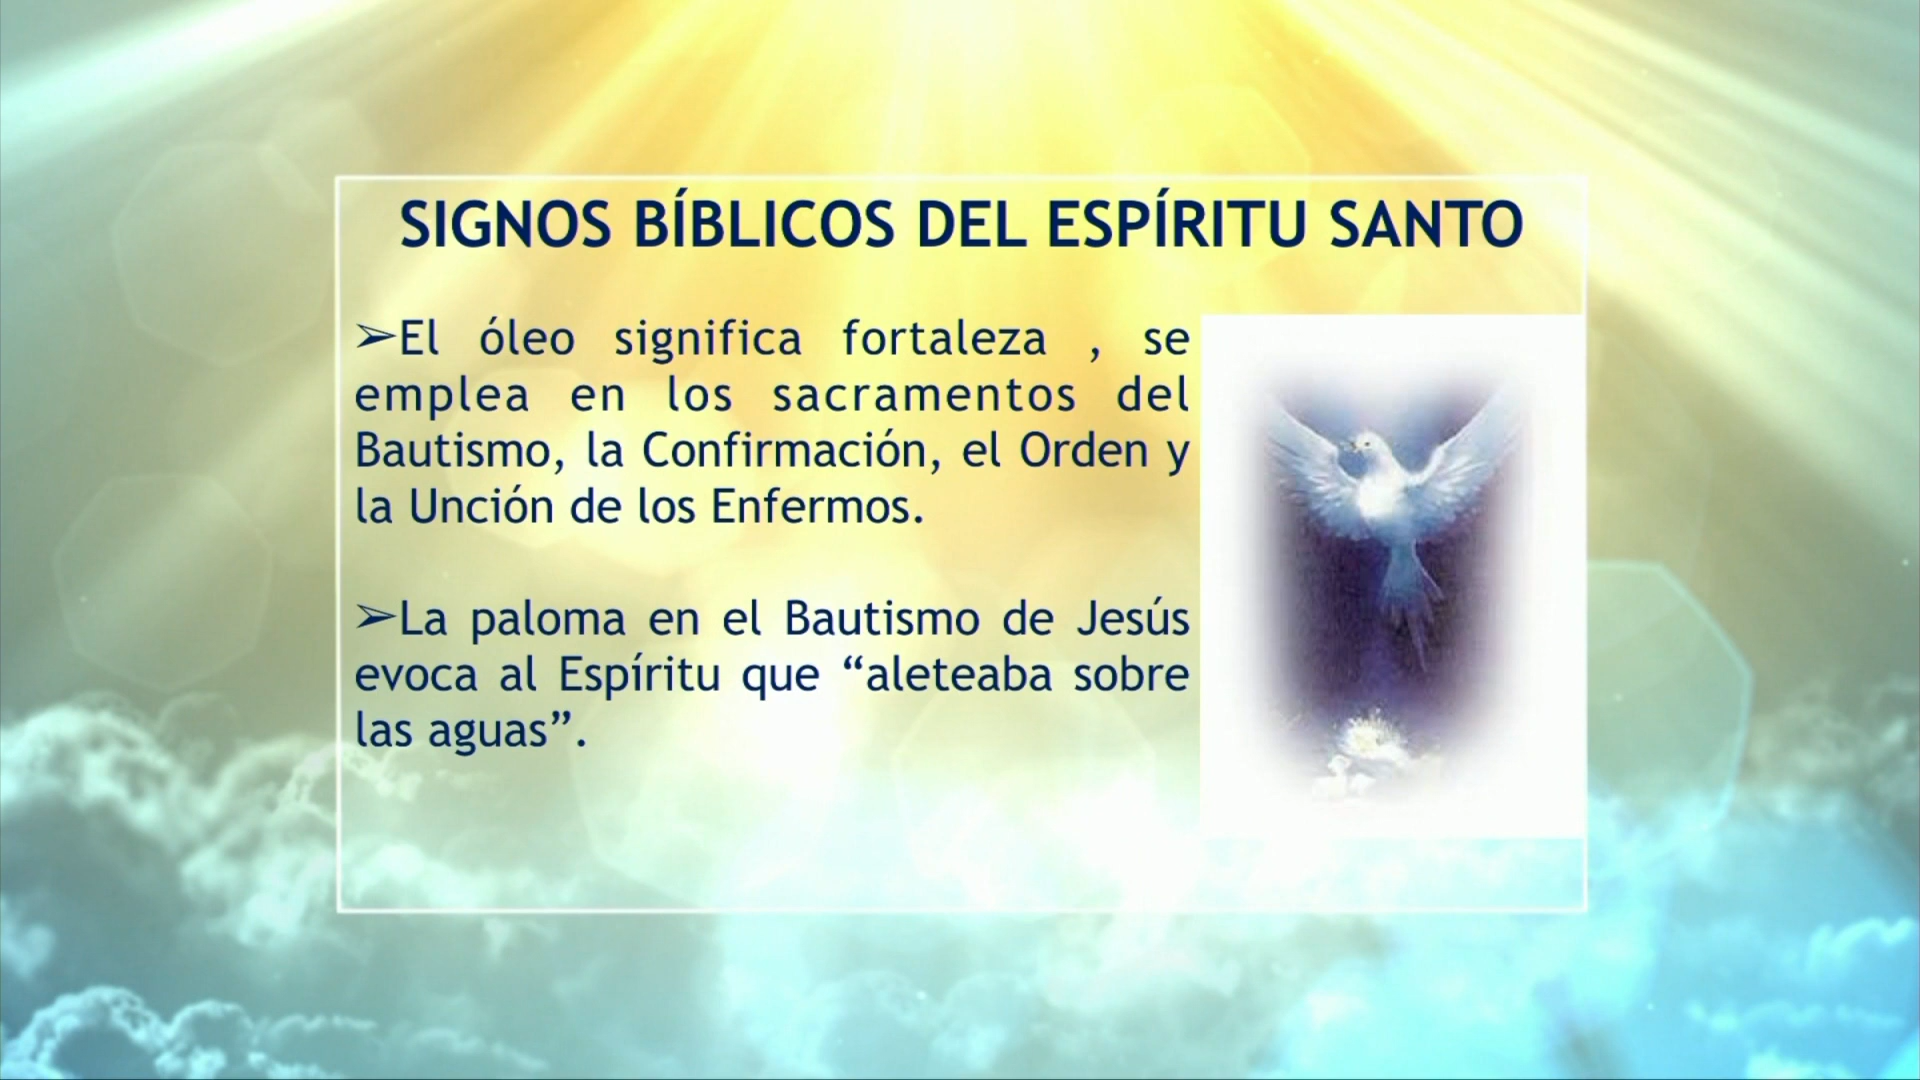 SIGNOS BÍBLICOS DEL ESPÍRITU SANTO
➢El óleo significa fortaleza , se
emplea en los sacramentos del
Bautismo, la Confirmación, el Orden y
la Unción de los Enfermos.
➢La paloma en el Bautismo de Jesús
evoca al Espíritu que “aleteaba sobre
las aguas”.